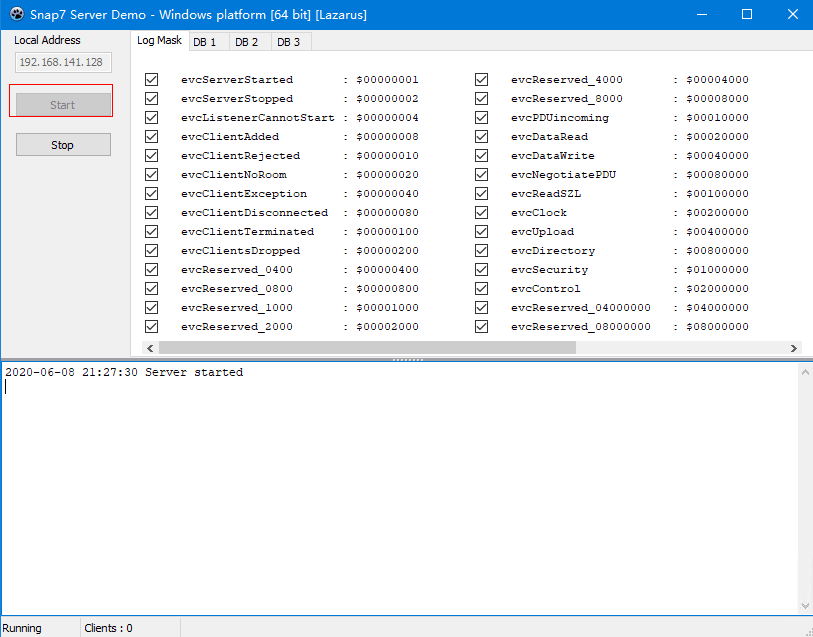 Snap7 Server Demo - Windows platform [64 bit] [Lazarus]
Local Address
192.168.141.128
Start
Stop
Log Mask DB 1 DB 2 DB 3
evcServerStarted : $00000001 evcReserved_4000 : $00004000
evcServerStopped : $00000002 evcReserved_8000 : $00008000
evcListenerCannotStart : $00000004 evcPDUincoming : $00010000
evcClientAdded : $00000008 evcDataRead : $00020000
evcClientRejected : $00000010 evcDataWrite : $00040000
evcClientNoRoom : $00000020 evcNegotiatePDU : $00080000
evcClientException : $00000040 evcReadSZL : $00100000
evcClientDisconnected : $00000080 evcClock : $00200000
evcClientTerminated : $00000100 evcUpload : $00400000
evcClientsDropped : $00000200 evcDirectory : $00800000
evcReserved_0400 : $00000400 evcSecurity : $01000000
evcReserved_0800 : $00000800 evcControl : $02000000
evcReserved_1000 : $00001000 evcReserved_04000000 : $04000000
evcReserved_2000 : $00002000 evcReserved_08000000 : $08000000
2020-06-08 21:27:30 Server started
Running Clients : 0